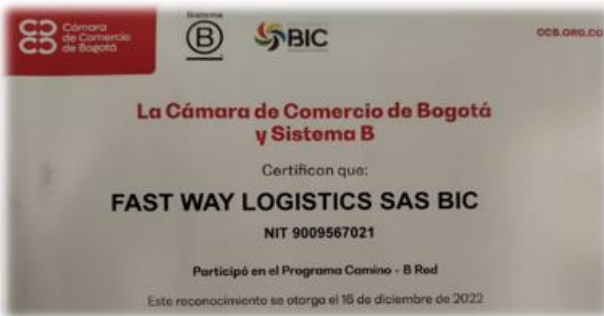 Cámara
de Comercio
de Bogotá
Sistema
B
BIC
CCB.ORG.CO
La Cámara de Comercio de Bogotá
y Sistema B
Certifican que:
FAST WAY LOGISTICS SAS BIC
NIT 9009567021
Participó en el Programa Camino - B Red
Este reconocimiento se otorga el 16 de diciembre de 2022